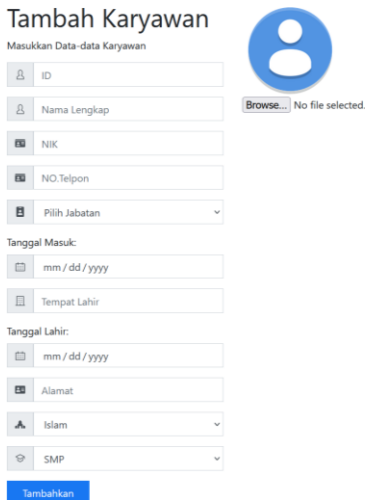 Tambah Karyawan
Masukkan Data-data Karyawan
ID
Nama Lengkap
NIK
NO.Telpon
Pilih Jabatan
Tanggal Masuk:
mm / dd / yyyy
Tempat Lahir
Tanggal Lahir:
mm / dd / yyyy
Alamat
Islam
SMP
Tambahkan
Browse... No file selected.